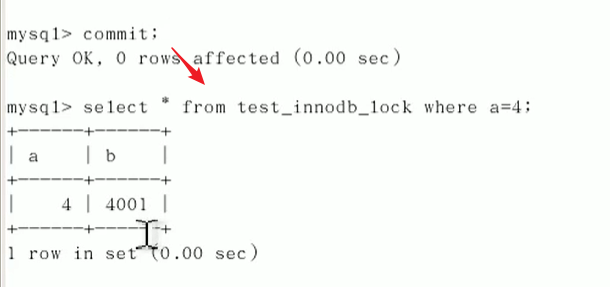 mysql> commit;
Query OK, 0 rows affected (0.00 sec)
mysql> select * from test_innodb_lock where a=4;
+------+------+
| a    | b    |
+------+------+
|    4 | 4001 |
+------+------+
1 row in set (0.00 sec)